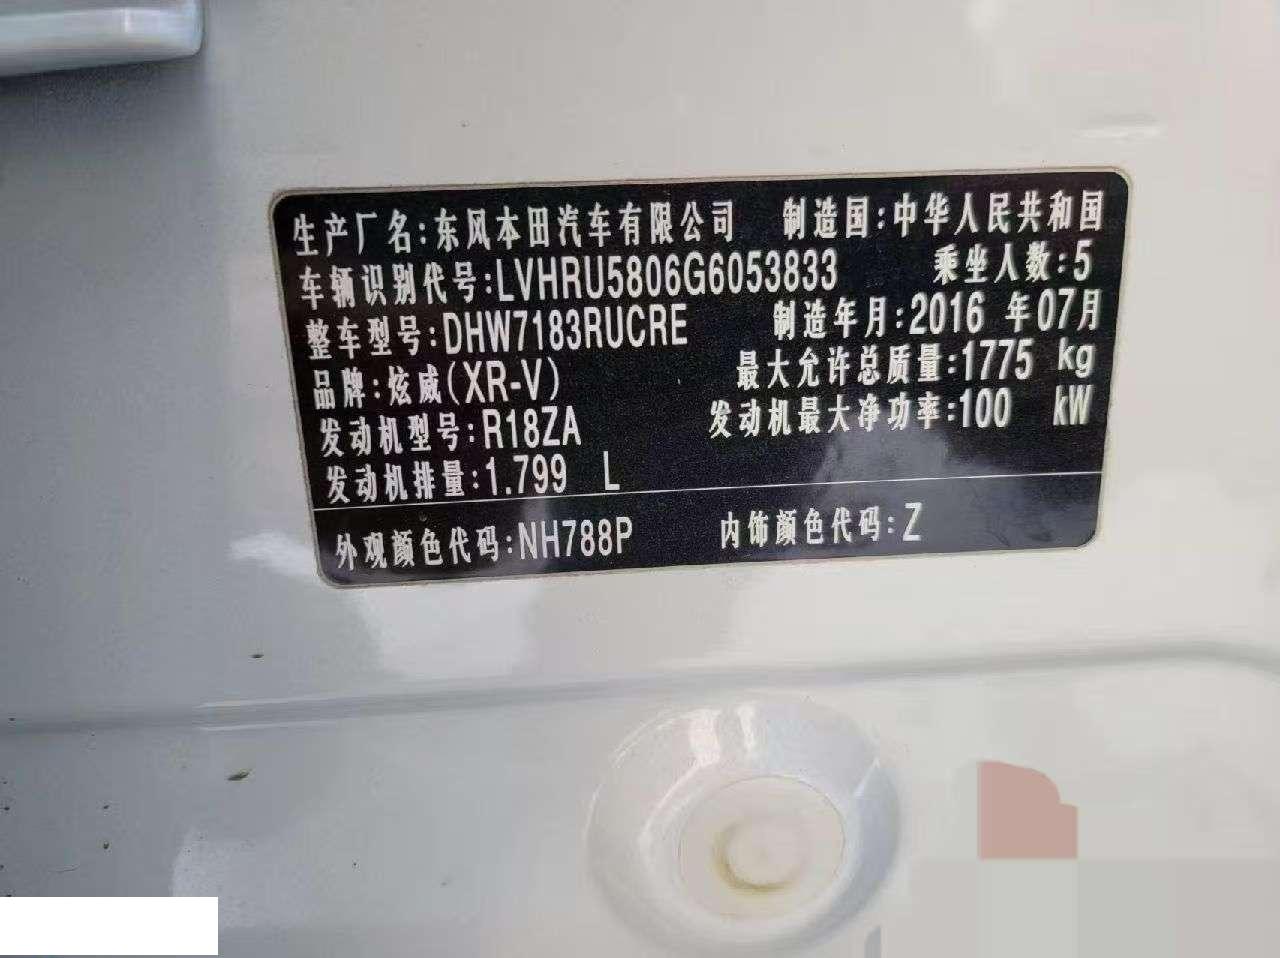 生产厂名:东风本田汽车有限公司 制造国:中华人民共和国
车辆识别代号:LVHRU5806G6053833 乘坐人数:5
整车型号:DHW7183RUCRE 制造年月:2016 年07月
品牌:炫威(XR-V) 最大允许总质量:1775 kg
发动机型号:R18ZA 发动机最大净功率:100 kW
发动机排量:1.799 L
外观颜色代码:NH788P 内饰颜色代码:Z